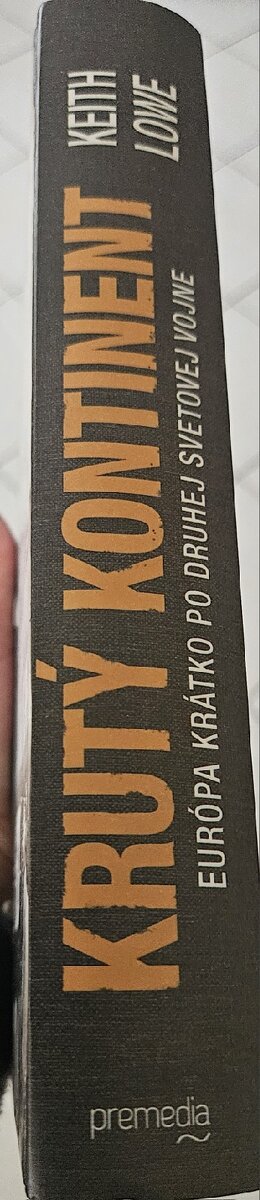 KEITH
LOWE
KRUTÝ KONTINENT
EURÓPA KRÁTKO PO DRUHEJ SVETOVEJ VOJNE
premedia